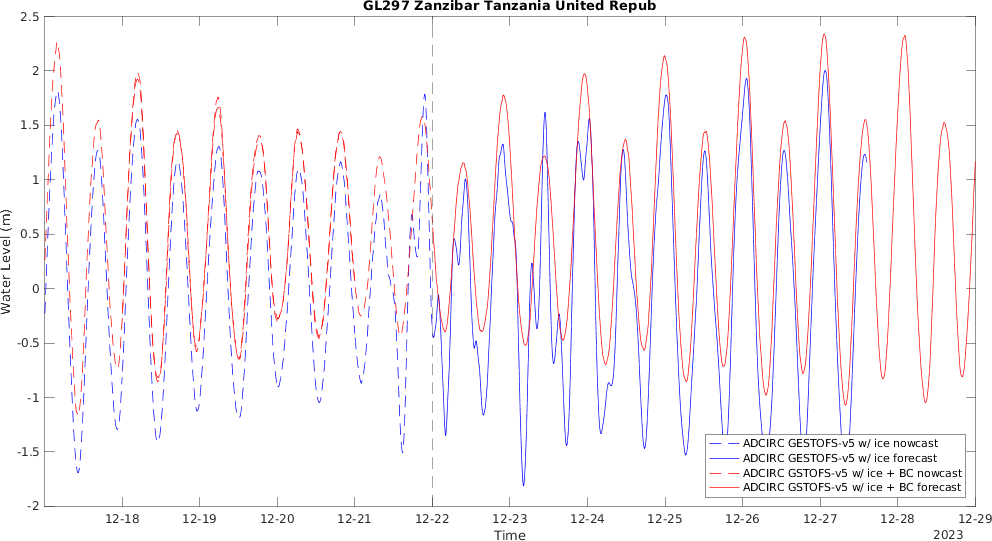 GL297 Zanzibar Tanzania United Repub
2.5
2
1.5
1
0.5
0
-0.5
-1
-1.5
-2
Water Level (m)
ADCIRC GESTOFS-v5 w/ ice nowcast
ADCIRC GESTOFS-v5 w/ ice forecast
ADCIRC GSTOFS-v5 w/ ice + BC nowcast
ADCIRC GSTOFS-v5 w/ ice + BC forecast
12-18 12-19 12-20 12-21 12-22 12-23 12-24 12-25 12-26 12-27 12-28 12-29
Time
2023